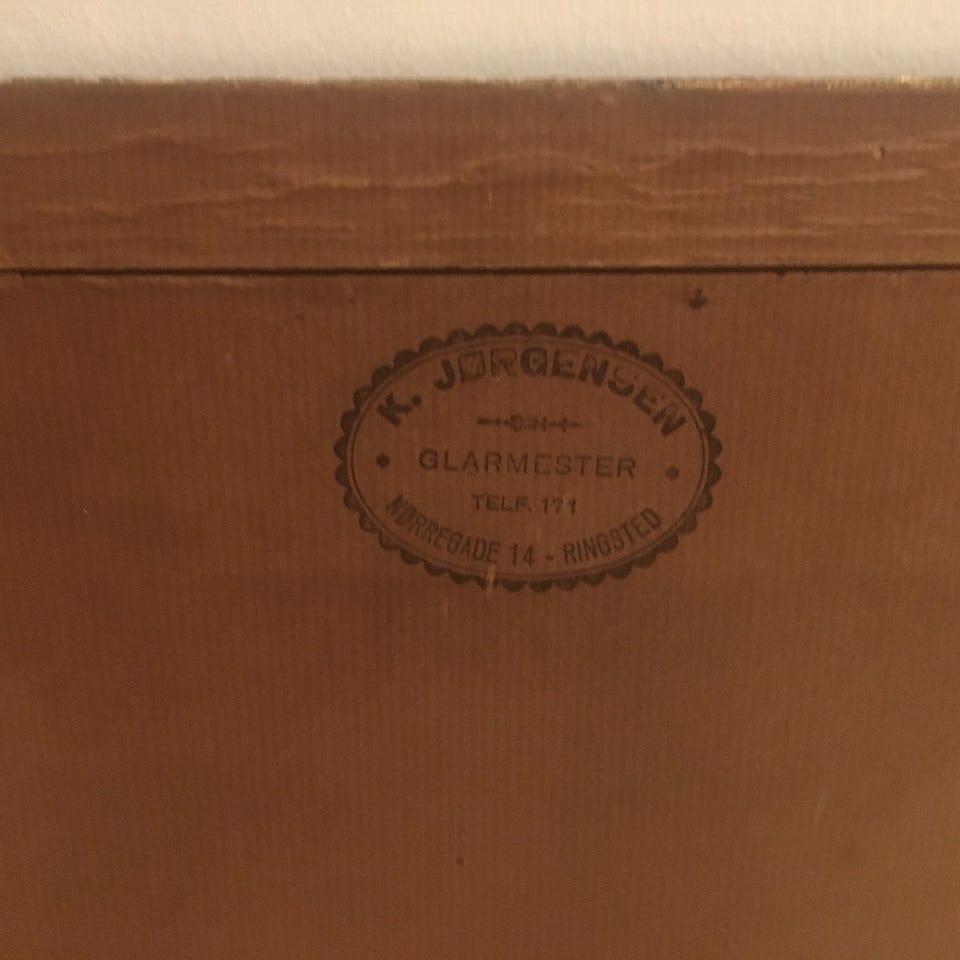 K. JØRGENSEN
GLARMESTER
TELF. 171
NØRREGADE 14 - RINGSTED